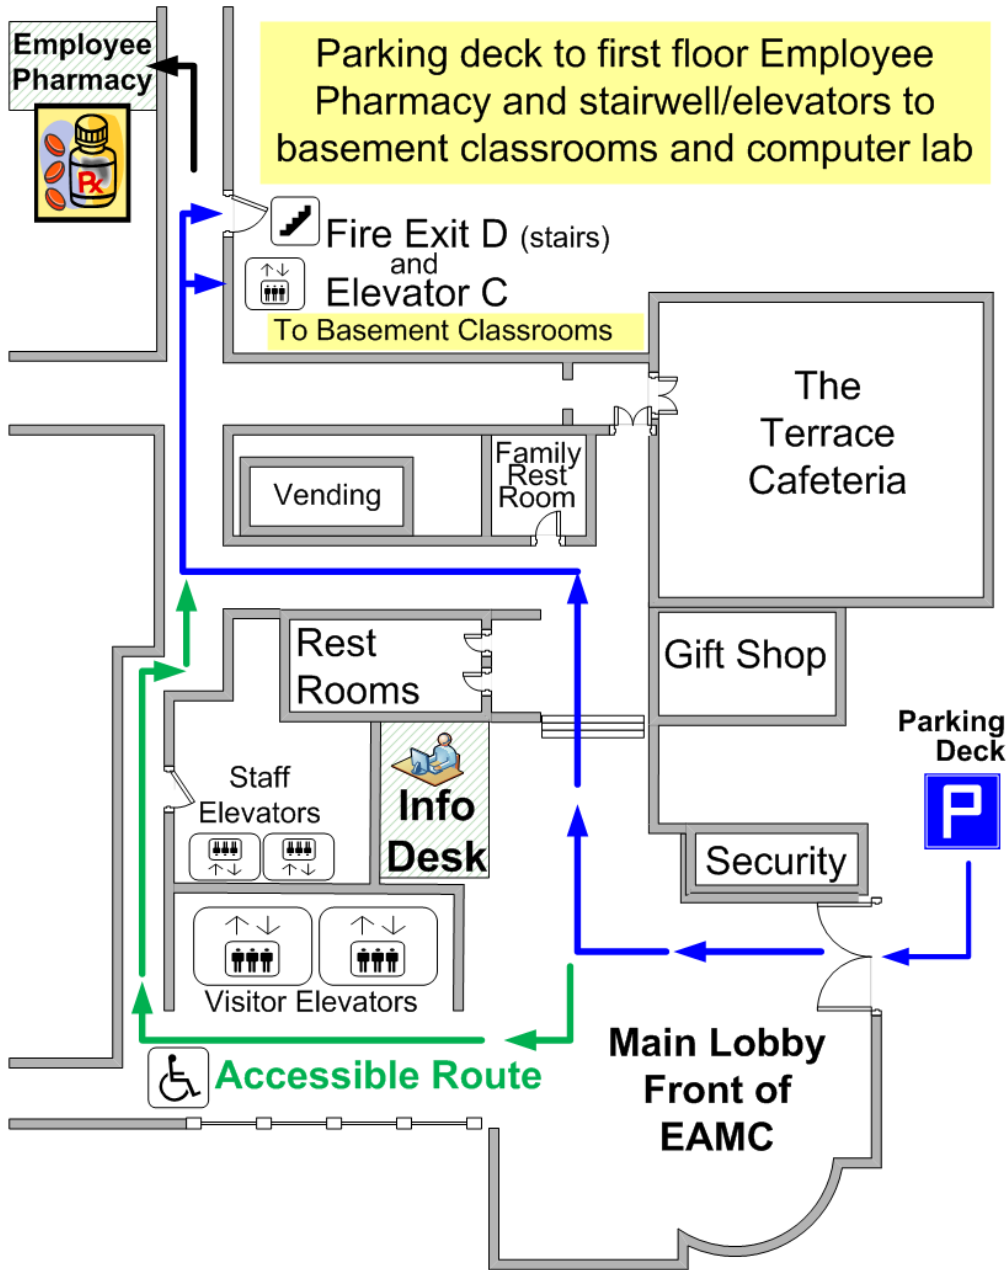 Employee
Pharmacy
Rx
Parking deck to first floor Employee
Pharmacy and stairwell/elevators to
basement classrooms and computer lab
Fire Exit D (stairs)
and
Elevator C
To Basement Classrooms
The
Terrace
Cafeteria
Family
Rest
Room
Vending
Rest
Rooms
Gift Shop
Parking
Deck
P
Staff
Elevators
Info
Desk
Security
Visitor Elevators
Accessible Route
Main Lobby
Front of
EAMC